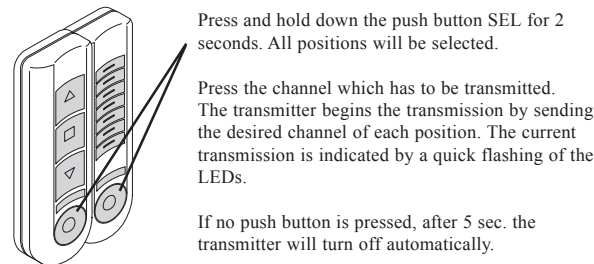 Press and hold down the push button SEL for 2
seconds. All positions will be selected.
Press the channel which has to be transmitted.
The transmitter begins the transmission by sending
the desired channel of each position. The current
transmission is indicated by a quick flashing of the
LEDs.
If no push button is pressed, after 5 sec. the
transmitter will turn off automatically.